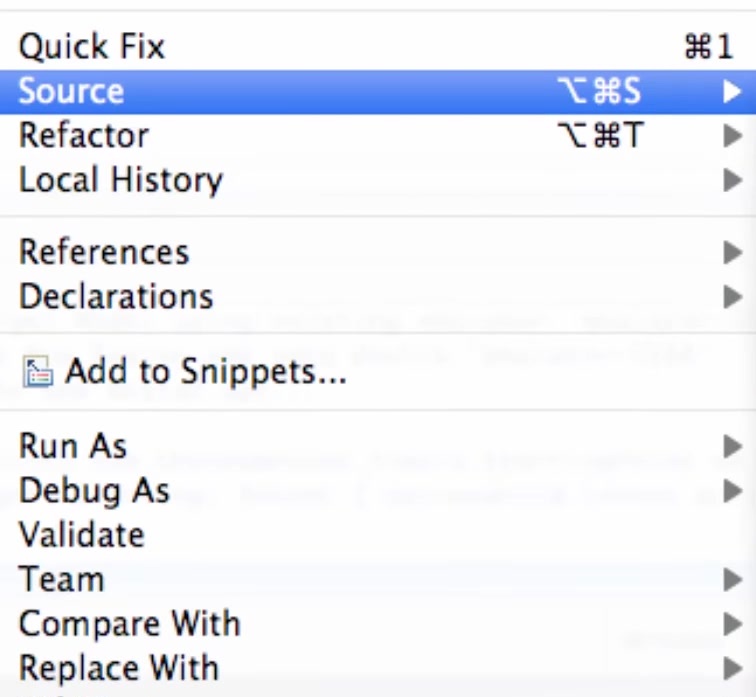 Quick Fix ⌘1
Source ⌥⌘S
Refactor ⌥⌘T
Local History
References
Declarations
Add to Snippets...
Run As
Debug As
Validate
Team
Compare With
Replace With